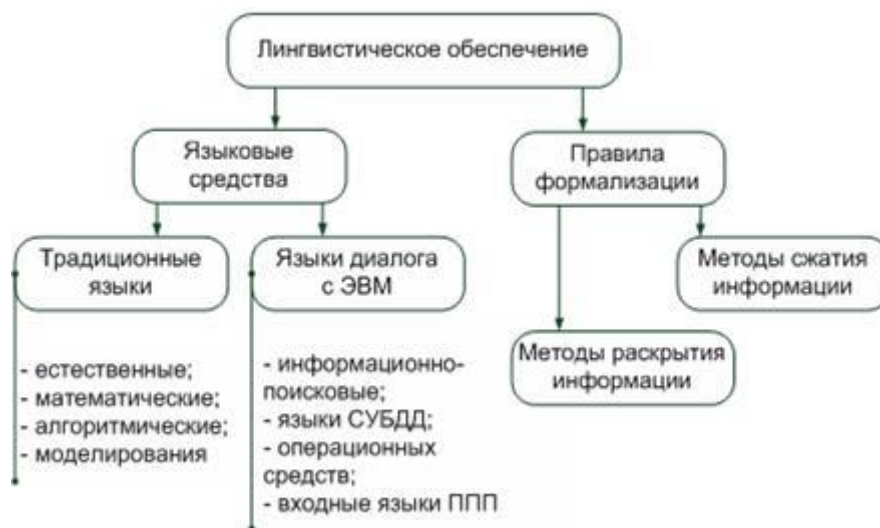 Лингвистическое обеспечение
Языковые
средства
Правила
формализации
Традиционные
языки
Языки диалога
с ЭВМ
Методы сжатия
информации
Методы раскрытия
информации
- естественные;
- математические;
- алгоритмические;
- моделирования
- информационно-
поисковые;
- языки СУБДД;
- операционных
средств;
- входные языки ППП